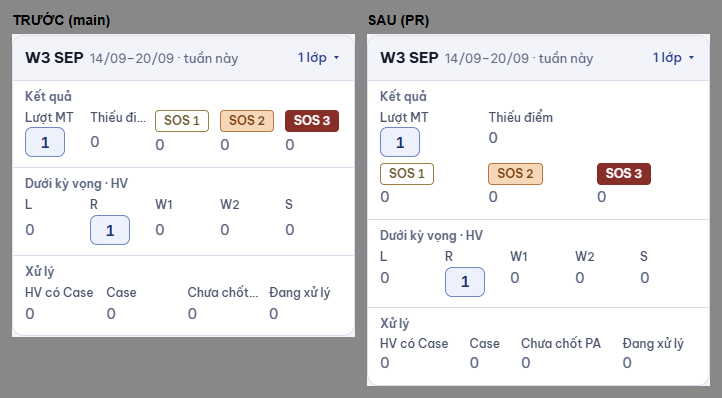 TRƯỚC (main)
W3 SEP 14/09–20/09 · tuần này 1 lớp
Kết quả
Lượt MT Thiếu đi... SOS 1 SOS 2 SOS 3
1 0 0 0 0
Dưới kỳ vọng · HV
L R W1 W2 S
0 1 0 0 0
Xử lý
HV có Case Case Chưa chốt... Đang xử lý
0 0 0 0
SAU (PR)
W3 SEP 14/09–20/09 · tuần này 1 lớp
Kết quả
Lượt MT Thiếu điểm
1 0
SOS 1 SOS 2 SOS 3
0 0 0
Dưới kỳ vọng · HV
L R W1 W2 S
0 1 0 0 0
Xử lý
HV có Case Case Chưa chốt PA Đang xử lý
0 0 0 0